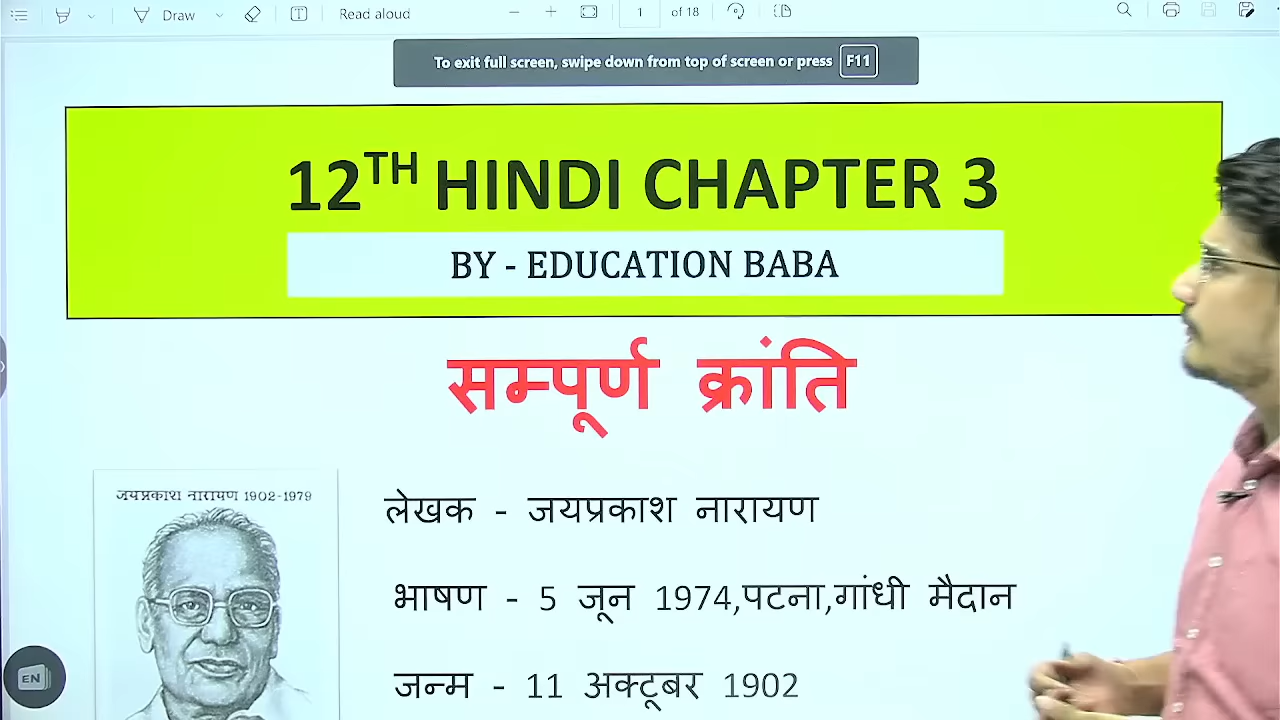 Draw
Read aloud
1 of 18
To exit full screen, swipe down from top of screen or press F11
12TH HINDI CHAPTER 3
BY - EDUCATION BABA
सम्पूर्ण क्रांति
जयप्रकाश नारायण 1902-1979
लेखक - जयप्रकाश नारायण
भाषण - 5 जून 1974,पटना,गांधी मैदान
जन्म - 11 अक्टूबर 1902
EN